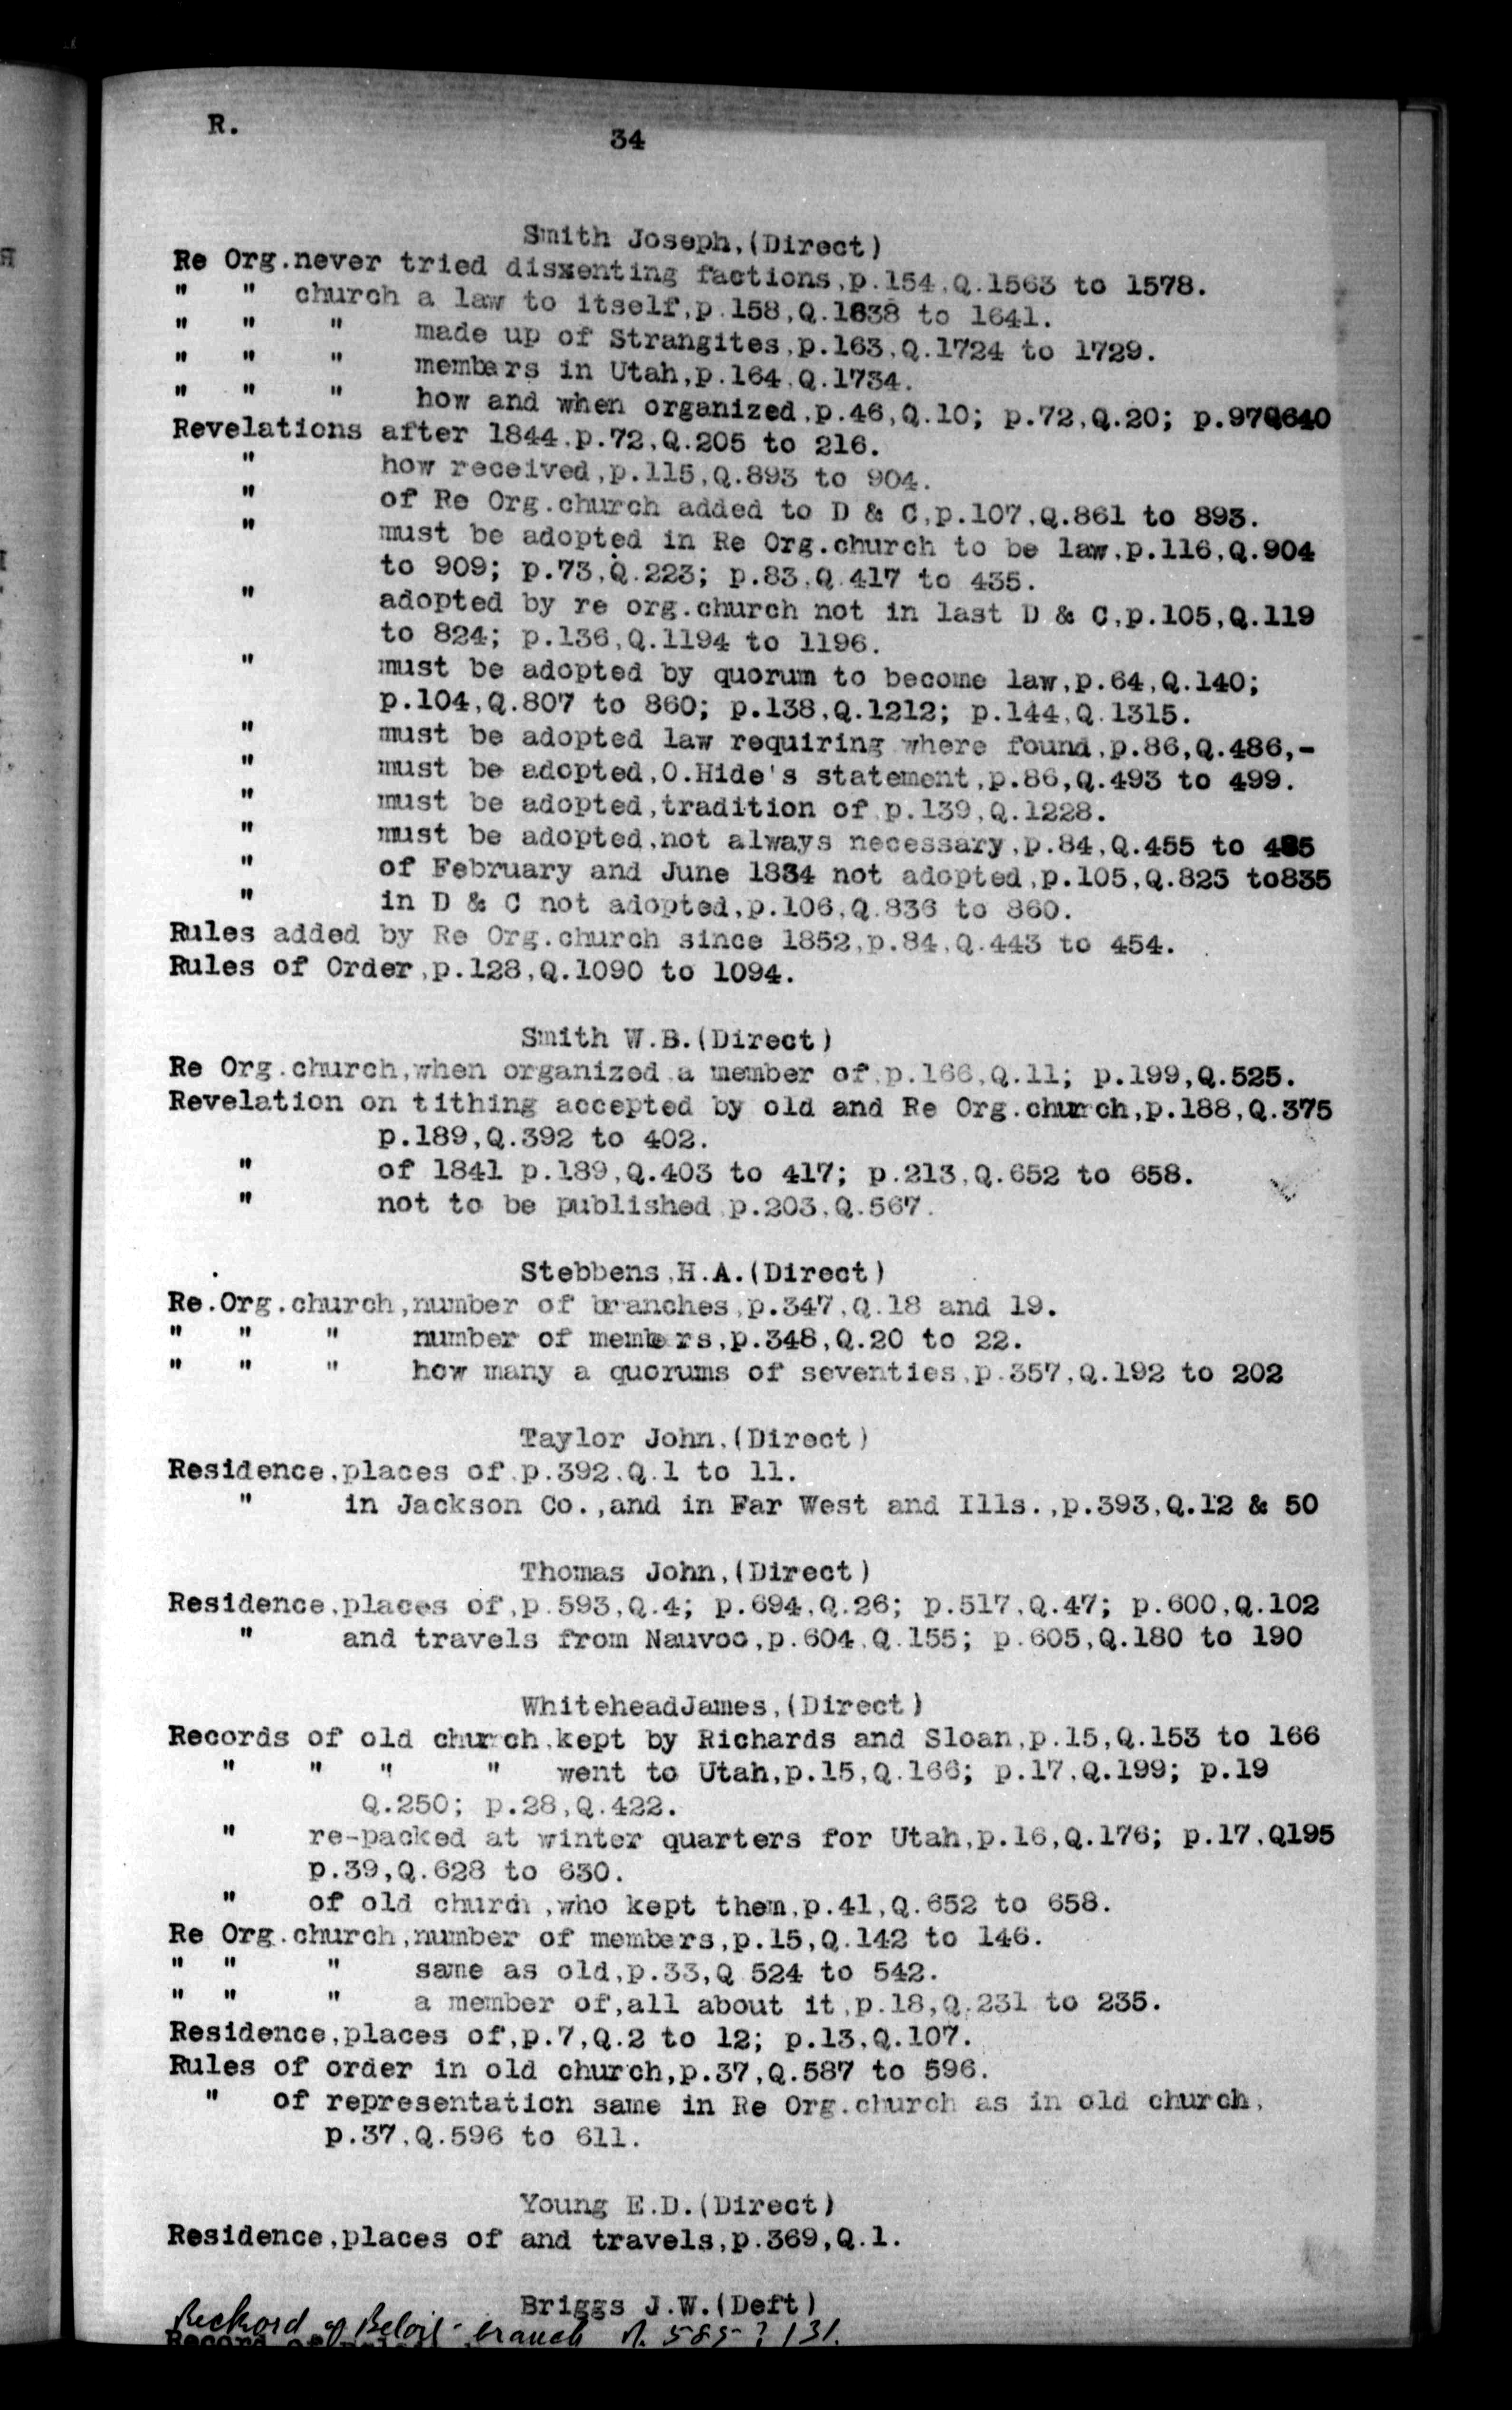 R.
34
Smith Joseph,(Direct)
Re Org.never tried dissenting factions,p.154,Q.1563 to 1578.
" " church a law to itself,p.158,Q.1638 to 1641.
" " " made up of Strangites,p.163,Q.1724 to 1729.
" " " members in Utah,p.164,Q.1734.
" " " how and when organized,p.46,Q.10; p.72,Q.20; p.97Q640
Revelations after 1844,p.72,Q.205 to 216.
" how received,p.115,Q.893 to 904.
" of Re Org.church added to D & C,p.107,Q.861 to 893.
" must be adopted in Re Org.church to be law,p.116,Q.904
to 909; p.73,Q.223; p.83,Q.417 to 435.
" adopted by re org.church not in last D & C,p.105,Q.119
to 824; p.136,Q.1194 to 1196.
" must be adopted by quorum to become law,p.64,Q.140;
p.104,Q.807 to 860; p.138,Q.1212; p.144,Q.1315.
" must be adopted law requiring where found,p.86,Q.486,-
" must be adopted,O.Hide's statement,p.86,Q.493 to 499.
" must be adopted,tradition of,p.139,Q.1228.
" must be adopted,not always necessary,p.84,Q.455 to 485
" of February and June 1834 not adopted,p.105,Q.825 to835
" in D & C not adopted,p.106,Q.836 to 860.
Rules added by Re Org.church since 1852,p.84,Q.443 to 454.
Rules of Order,p.128,Q.1090 to 1094.
Smith W.B.(Direct)
Re Org.church,when organized,a member of,p.166,Q.11; p.199,Q.525.
Revelation on tithing accepted by old and Re Org.church,p.188,Q.375
p.189,Q.392 to 402.
" of 1841 p.189,Q.403 to 417; p.213,Q.652 to 658.
" not to be published,p.203,Q.567.
Stebbens,H.A.(Direct)
Re.Org.church,number of branches,p.347,Q.18 and 19.
" " " number of members,p.348,Q.20 to 22.
" " " how many a quorums of seventies,p.357,Q.192 to 202
Taylor John,(Direct)
Residence,places of,p.392,Q.1 to 11.
" in Jackson Co.,and in Far West and Ills.,p.393,Q.12 & 50
Thomas John,(Direct)
Residence,places of,p.593,Q.4; p.694,Q.26; p.517,Q.47; p.600,Q.102
" and travels from Nauvoo,p.604,Q.155; p.605,Q.180 to 190
WhiteheadJames,(Direct)
Records of old church,kept by Richards and Sloan,p.15,Q.153 to 166
" " " " went to Utah,p.15,Q.166; p.17,Q.199; p.19
Q.250; p.28,Q.422.
" re-packed at winter quarters for Utah,p.16,Q.176; p.17,Q195
p.39,Q.628 to 630.
" of old church,who kept them,p.41,Q.652 to 658.
Re Org.church,number of members,p.15,Q.142 to 146.
" " " same as old,p.33,Q 524 to 542.
" " " a member of,all about it,p.18,Q.231 to 235.
Residence,places of,p.7,Q.2 to 12; p.13,Q.107.
Rules of order in old church,p.37,Q.587 to 596.
" of representation same in Re Org.church as in old church,
p.37,Q.596 to 611.
Young E.D.(Direct)
Residence,places of and travels,p.369,Q.1.
Briggs J.W.(Deft)
Reckord of Beloit branch
Record of